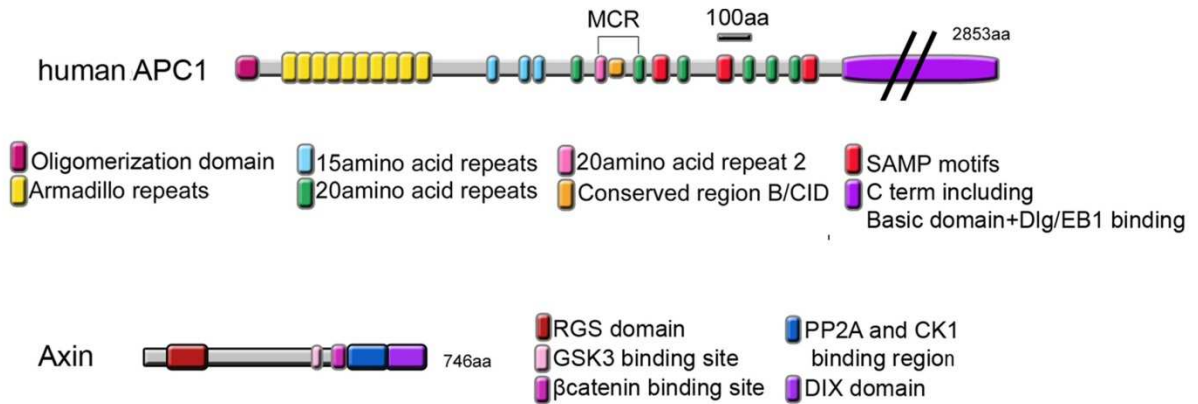 MCR
100aa
2853aa
human APC1
Oligomerization domain
Armadillo repeats
15amino acid repeats
20amino acid repeats
20amino acid repeat 2
Conserved region B/CID
SAMP motifs
C term including
Basic domain+Dlg/EB1 binding
Axin
746aa
RGS domain
GSK3 binding site
βcatenin binding site
PP2A and CK1
binding region
DIX domain